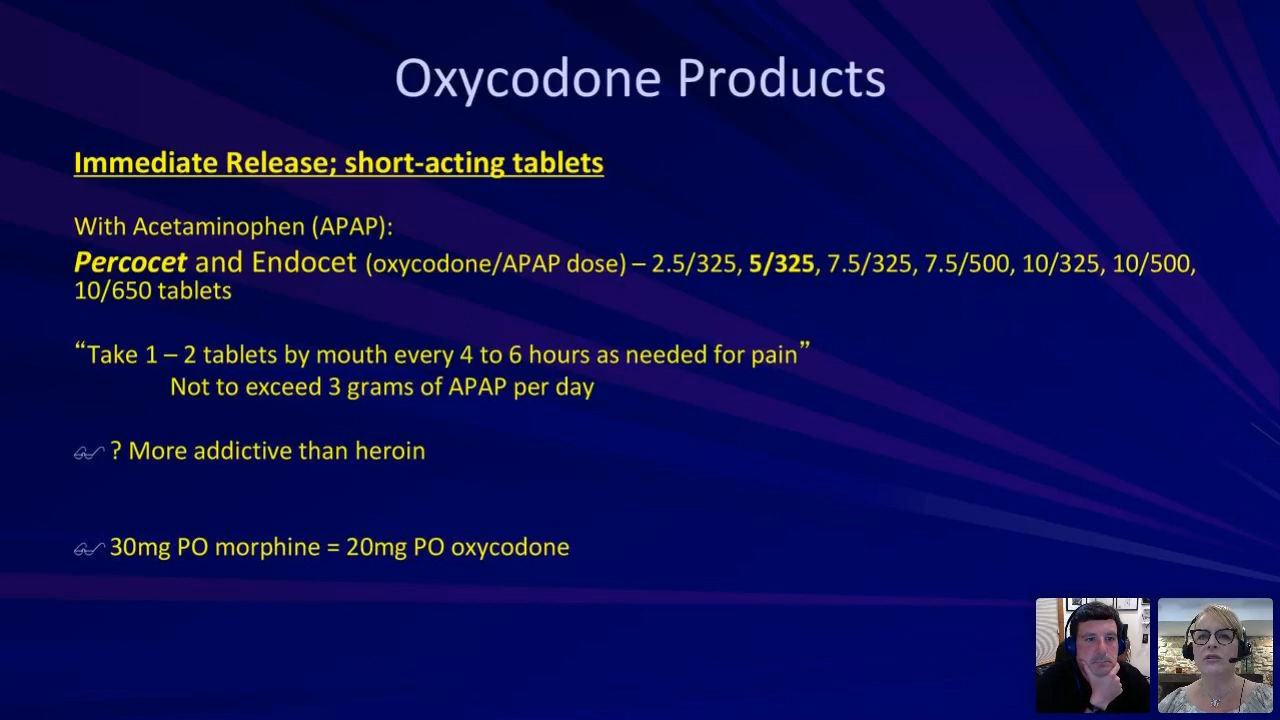 Oxycodone Products
Immediate Release; short-acting tablets
With Acetaminophen (APAP):
Percocet and Endocet (oxycodone/APAP dose) – 2.5/325, 5/325, 7.5/325, 7.5/500, 10/325, 10/500,
10/650 tablets
“Take 1 – 2 tablets by mouth every 4 to 6 hours as needed for pain”
Not to exceed 3 grams of APAP per day
? More addictive than heroin
30mg PO morphine = 20mg PO oxycodone